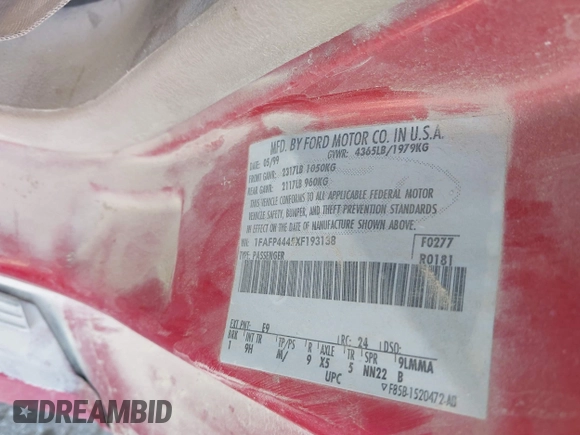 MFD. BY FORD MOTOR CO. IN U.S.A.
DATE: 05/99 GVWR: 4365LB/1979KG
FRONT GAWR: 2317LB 1050KG
REAR GAWR: 2117LB 960KG
THIS VEHICLE CONFORMS TO ALL APPLICABLE FEDERAL MOTOR
VEHICLE SAFETY, BUMPER, AND THEFT PREVENTION STANDARDS
IN EFFECT ON THE DATE OF MANUFACTURE SHOWN ABOVE.
VIN: 1FAFP4445XF193138 F0277
TYPE: PASSENGER R0181
EXT PNT: E9 RC: 24 DSO:
BRK INT TR TP/PS R AXLE TR SPR 9LMMA
1 9H M/ 9 X5 5 NN22 B
UPC F85B-1520472-AB
DREAMBID